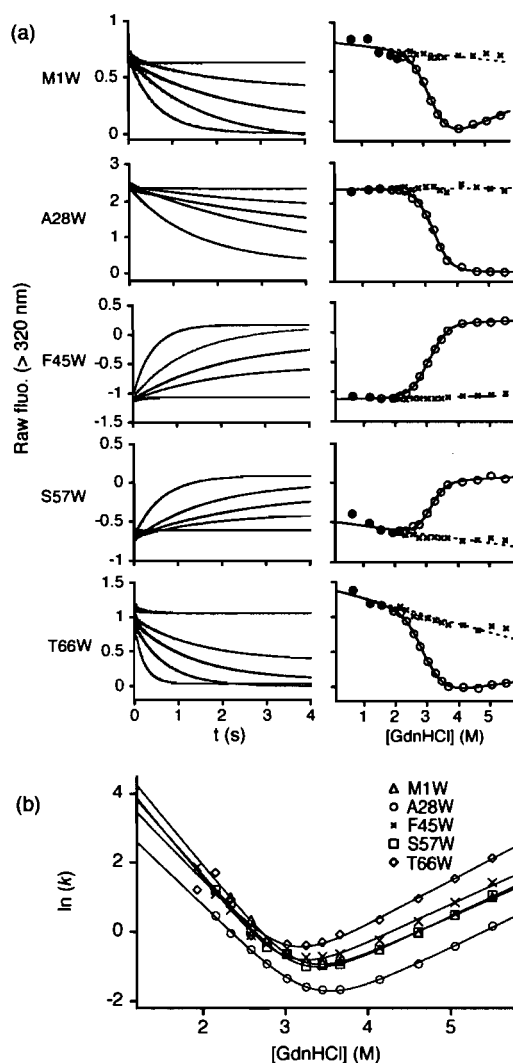 (a)
M1W
1
0.5
0
A28W
3
2
1
0
F45W
0.5
0
-0.5
-1
-1.5
Raw fluo. (> 320 nm)
S57W
0.5
0
-0.5
-1
T66W
1.5
1
0.5
0
0 1 2 3 4
t (s)
1 2 3 4 5
[GdnHCl] (M)
(b)
M1W
A28W
F45W
S57W
T66W
4
2
0
-2
ln (k)
2 3 4 5
[GdnHCl] (M)